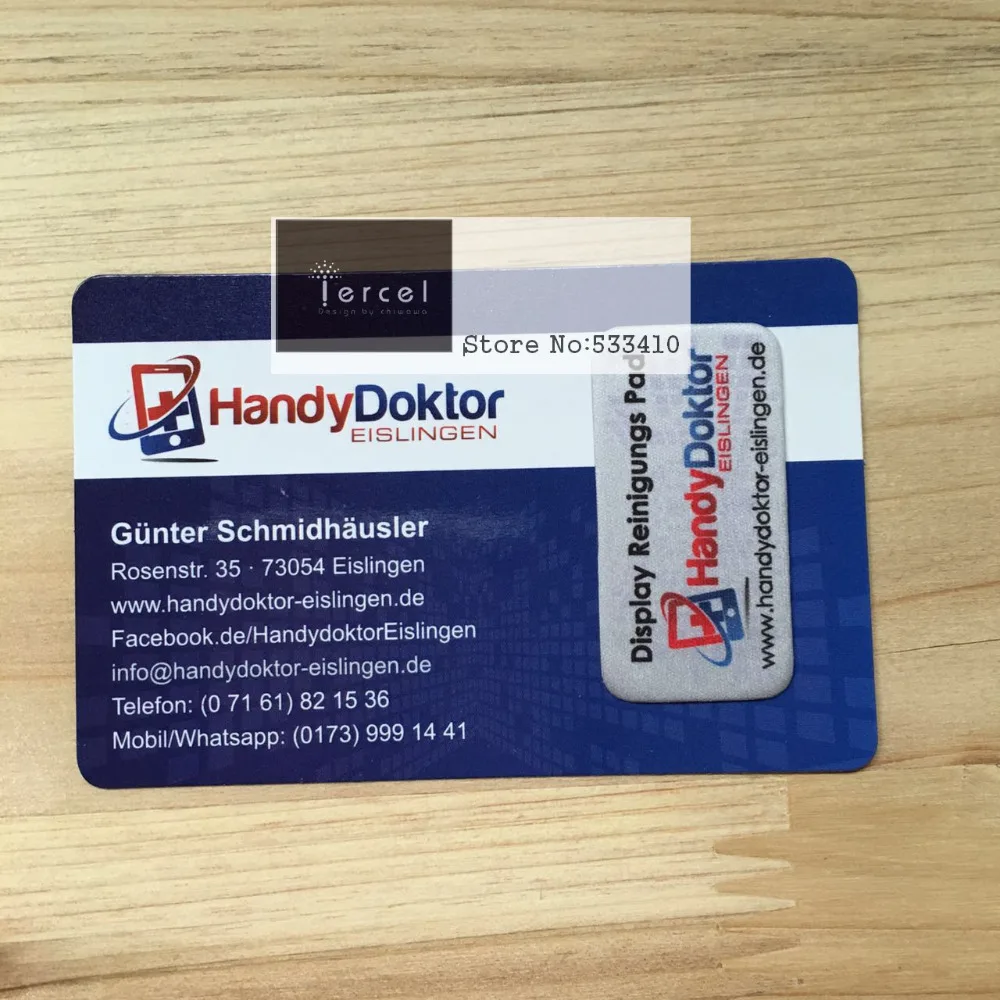 Tercel
Design by chiwawa
Store No:533410
HandyDoktor
EISLINGEN
Günter Schmidhäusler
Rosenstr. 35 · 73054 Eislingen
www.handydoktor-eislingen.de
Facebook.de/HandydoktorEislingen
info@handydoktor-eislingen.de
Telefon: (0 71 61) 82 15 36
Mobil/Whatsapp: (0173) 999 14 41
Display Reinigungs Pad
HandyDoktor
EISLINGEN
www.handydoktor-eislingen.de